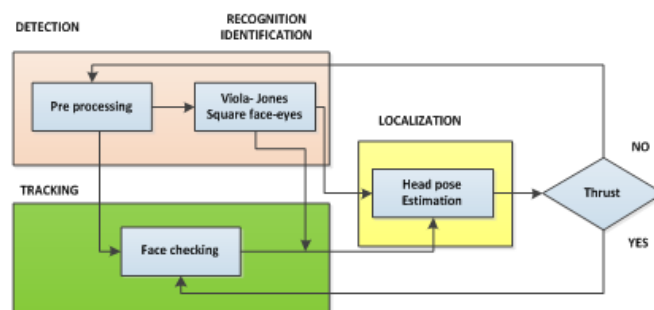 DETECTION
RECOGNITION
IDENTIFICATION
Pre processing
Viola- Jones
Square face-eyes
LOCALIZATION
Head pose
Estimation
Thrust
NO
YES
TRACKING
Face checking